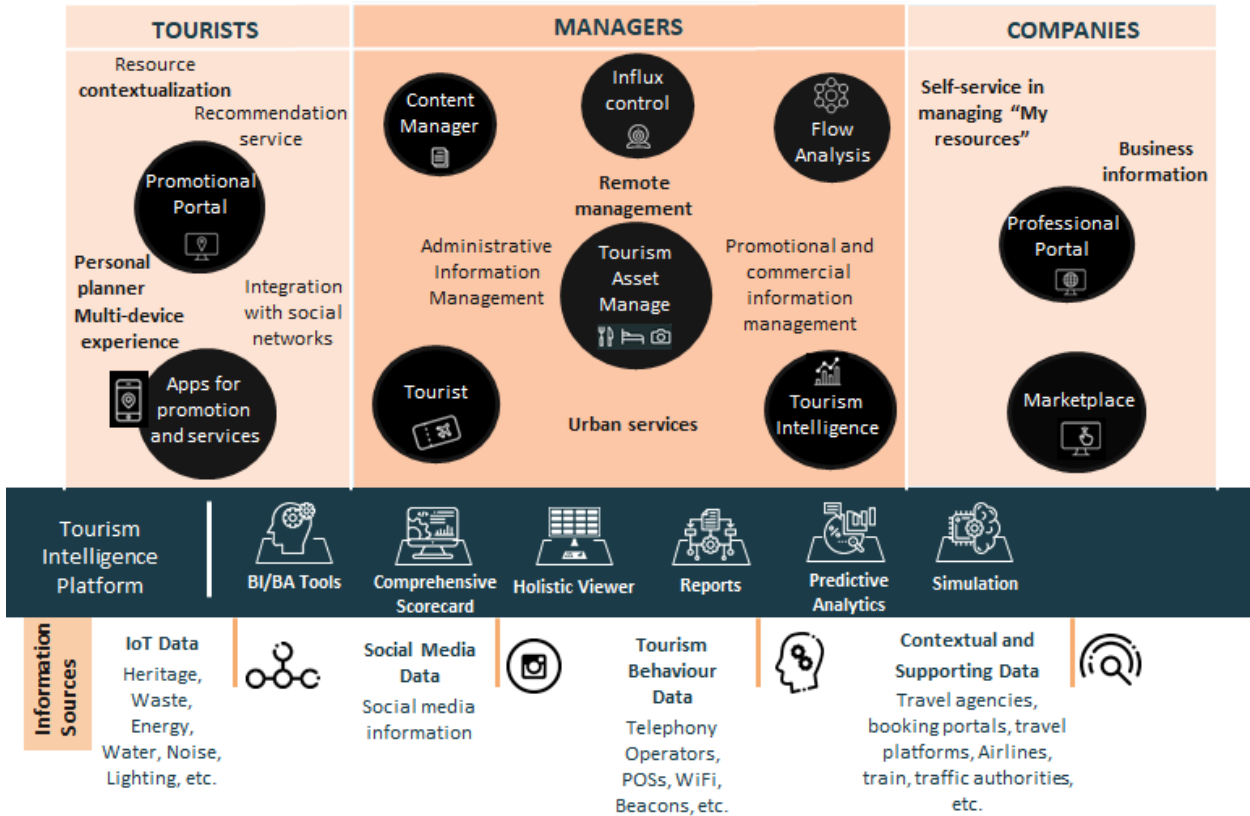 TOURISTS
Resource
contextualization
Recommendation
service
Promotional
Portal
Personal
planner
Multi-device
experience
Integration
with social
networks
Apps for
promotion
and services
MANAGERS
Content
Manager
Influx
control
Flow
Analysis
Remote
management
Administrative
Information
Management
Tourism
Asset
Manage
Promotional and
commercial
information
management
Tourist
Urban services
Tourism
Intelligence
COMPANIES
Self-service in
managing “My
resources”
Business
information
Professional
Portal
Marketplace
Tourism
Intelligence
Platform
BI/BA Tools
Comprehensive
Scorecard
Holistic Viewer
Reports
Predictive
Analytics
Simulation
Information
Sources
IoT Data
Heritage,
Waste,
Energy,
Water, Noise,
Lighting, etc.
Social Media
Data
Social media
information
Tourism
Behaviour
Data
Telephony
Operators,
POSs, WiFi,
Beacons, etc.
Contextual and
Supporting Data
Travel agencies,
booking portals, travel
platforms, Airlines,
train, traffic authorities,
etc.